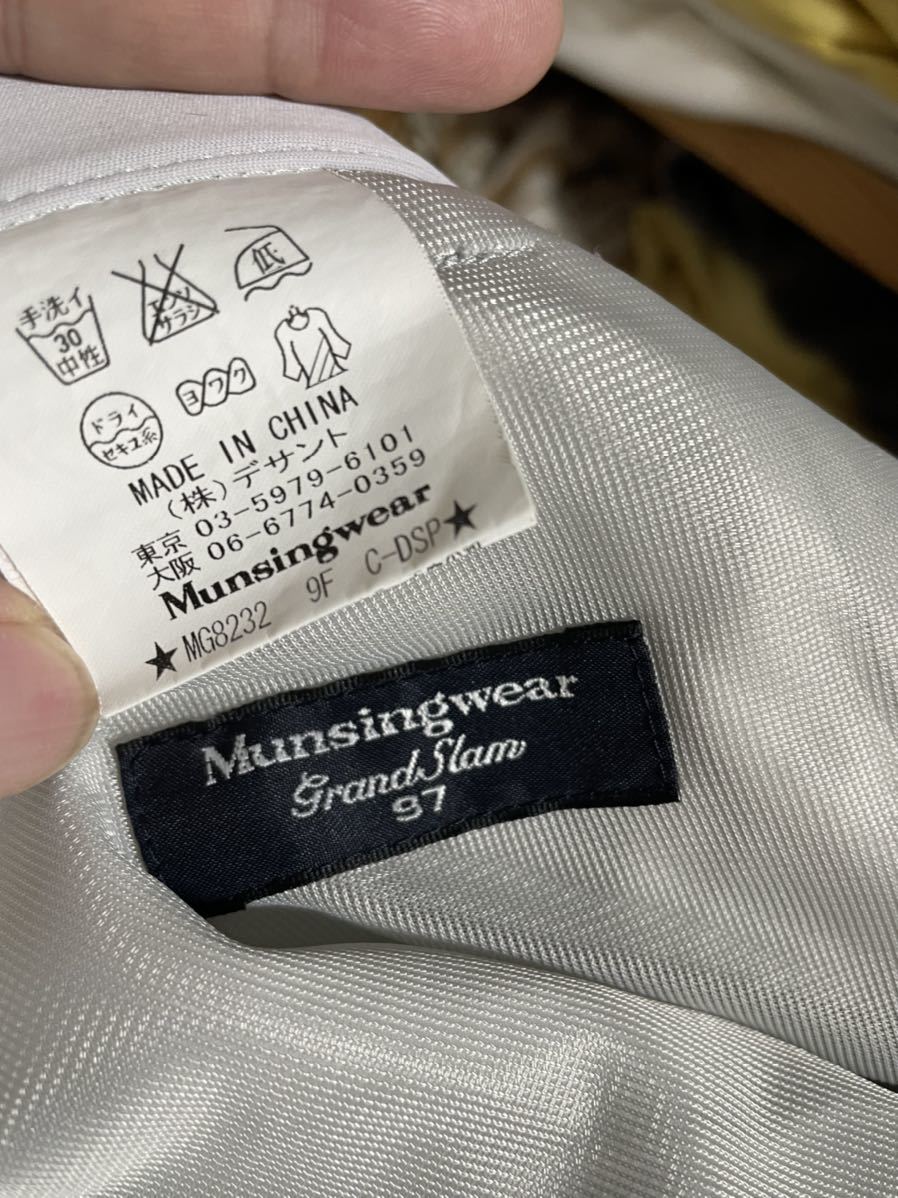 手洗イ
30
中性
エンソ
サラシ
低
ドライ
セキユ系
ヨワク
MADE IN CHINA
(株)デサント
東京 03-5979-6101
大阪 06-6774-0359
Munsingwear
★MG8232 9F C-DSP★
Munsingwear
Grand Slam
97